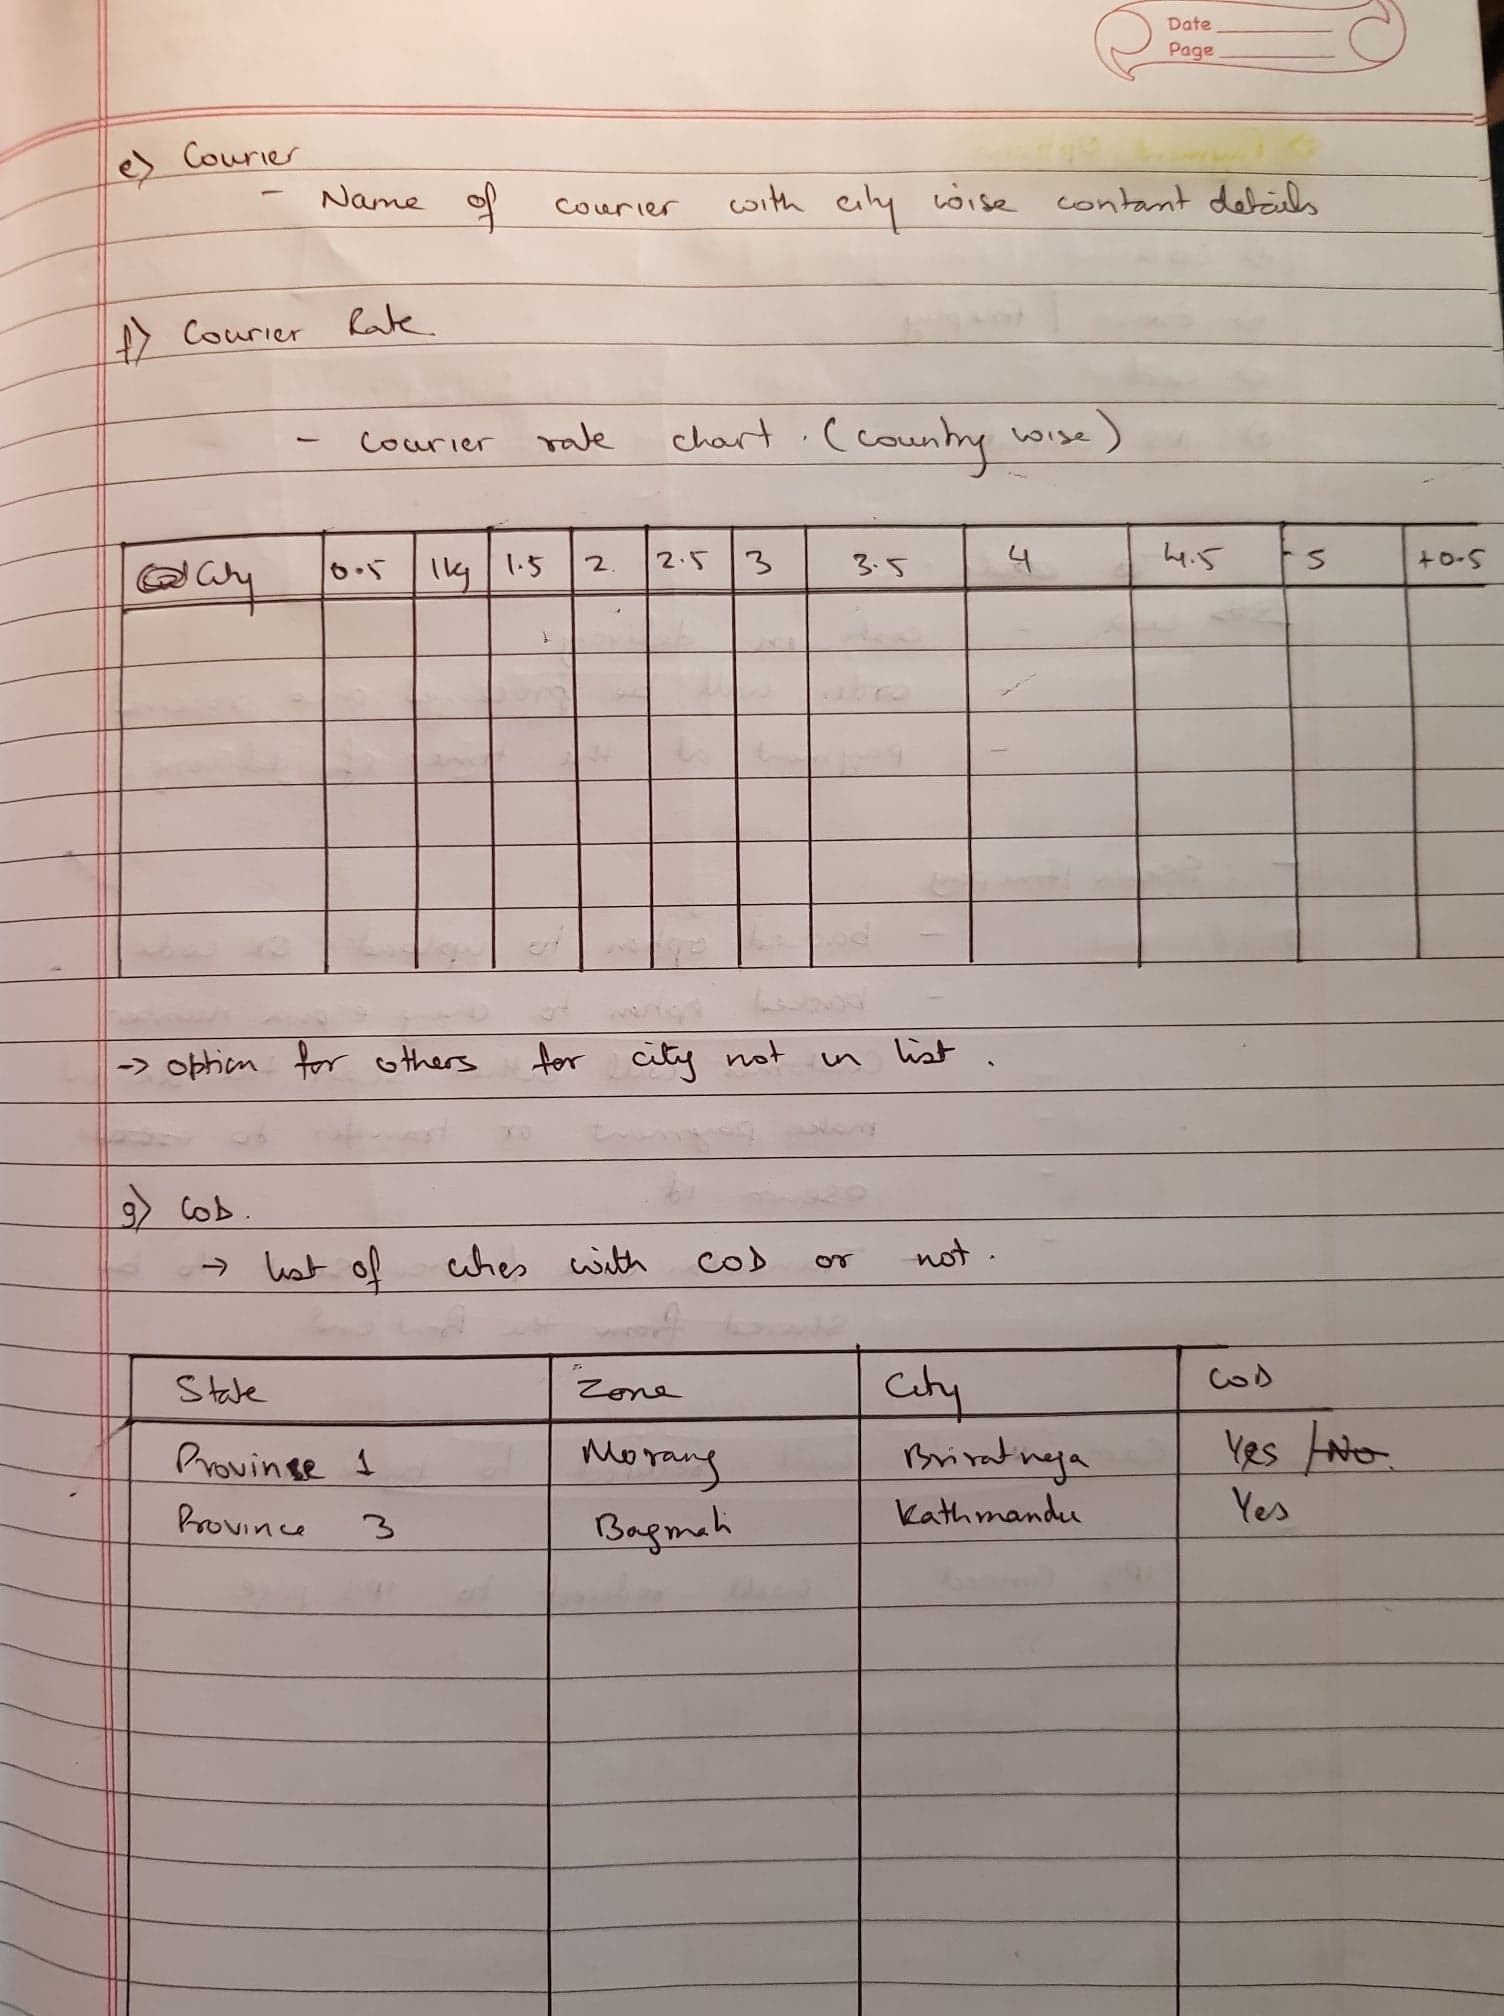 Date
Page
e) Courier
- Name of courier with city wise contant details
f) Courier Rate
- Courier rate chart. (country wise)
City 0.5 1kg 1.5 2. 2.5 3 3.5 4 4.5 5 +0.5
-> option for others for city not in list.
g) COD.
-> list of cities with COD or not.
State Zone City COD
Province 1 Morang Briratnega Yes / No.
Province 3 Bagmati Kathmandu Yes